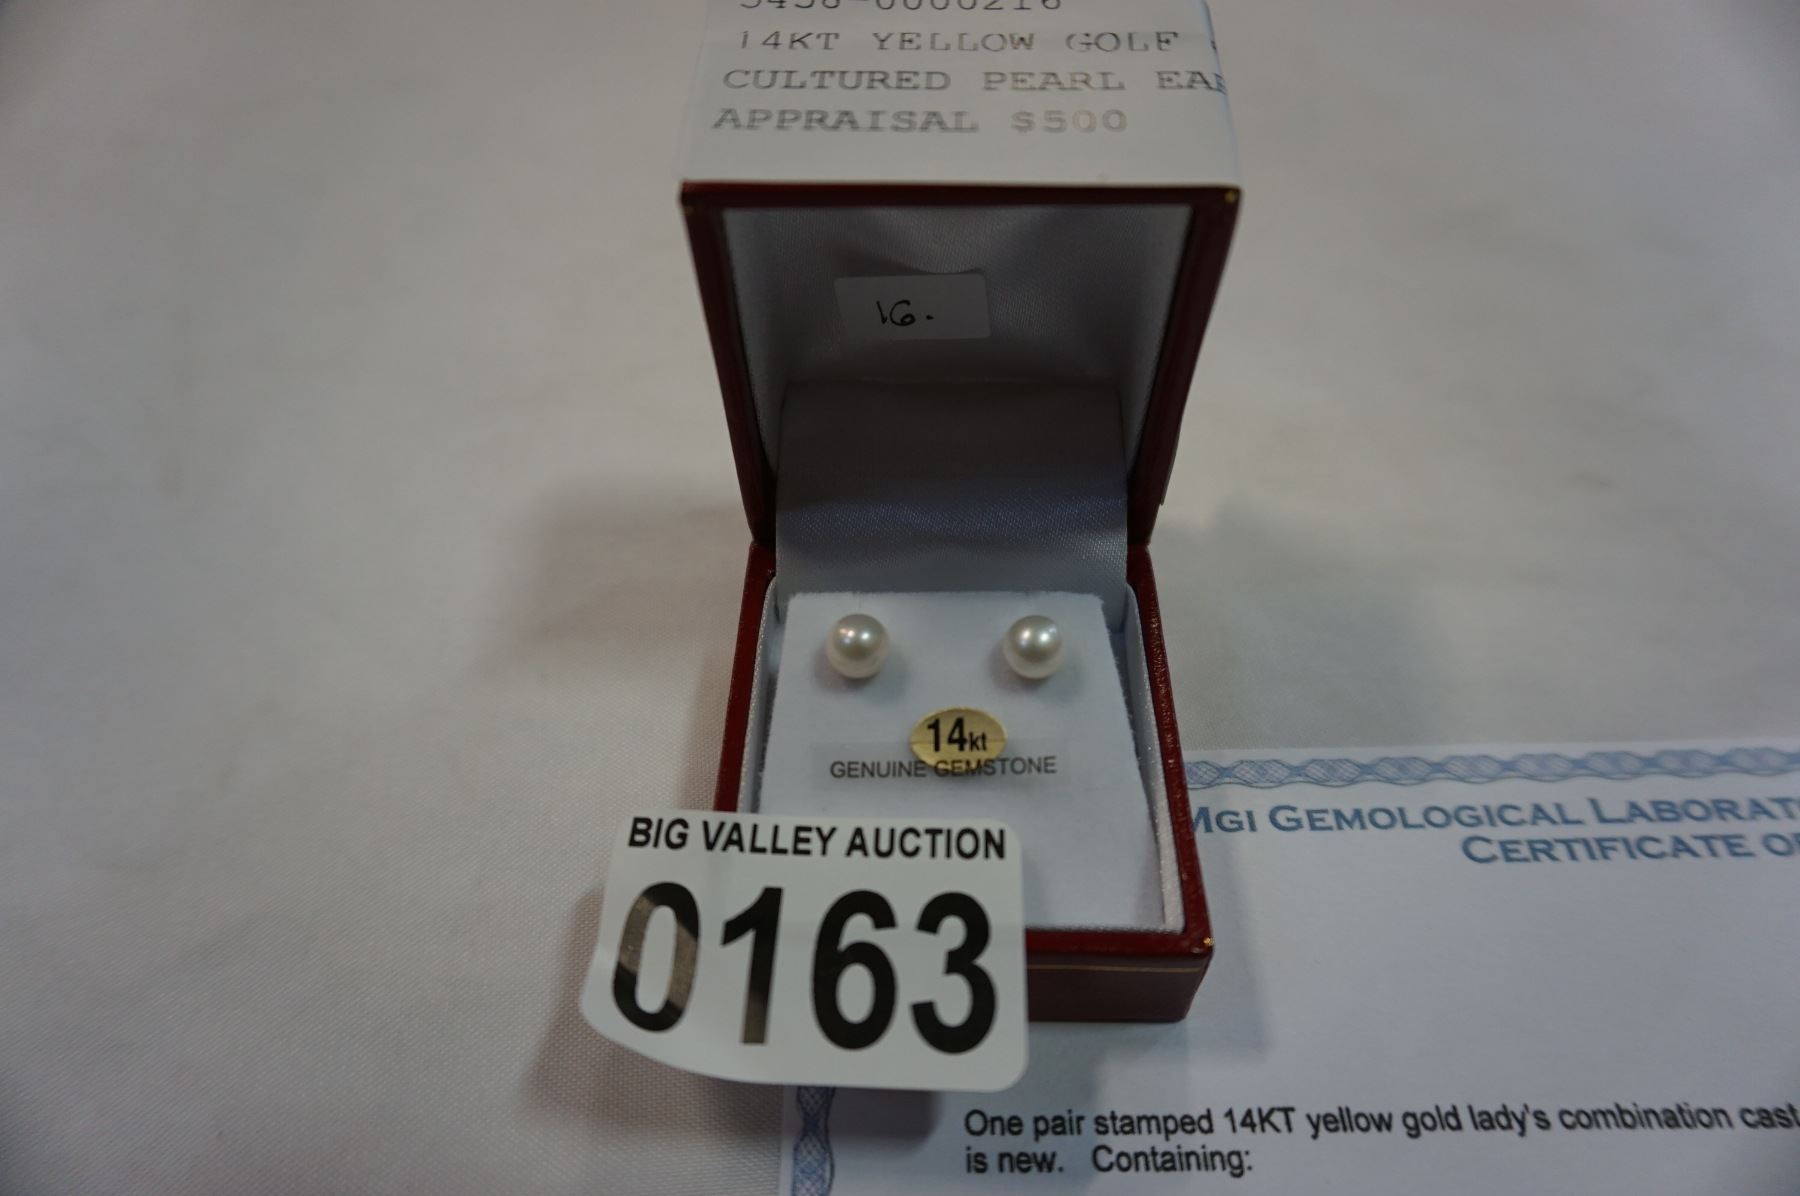 14KT YELLOW GOLF
CULTURED PEARL EAR
APPRAISAL $500
16.
14kt
GENUINE GEMSTONE
BIG VALLEY AUCTION
0163
MGI GEMOLOGICAL LABORAT
CERTIFICATE O
One pair stamped 14KT yellow gold lady's combination cast
is new. Containing: